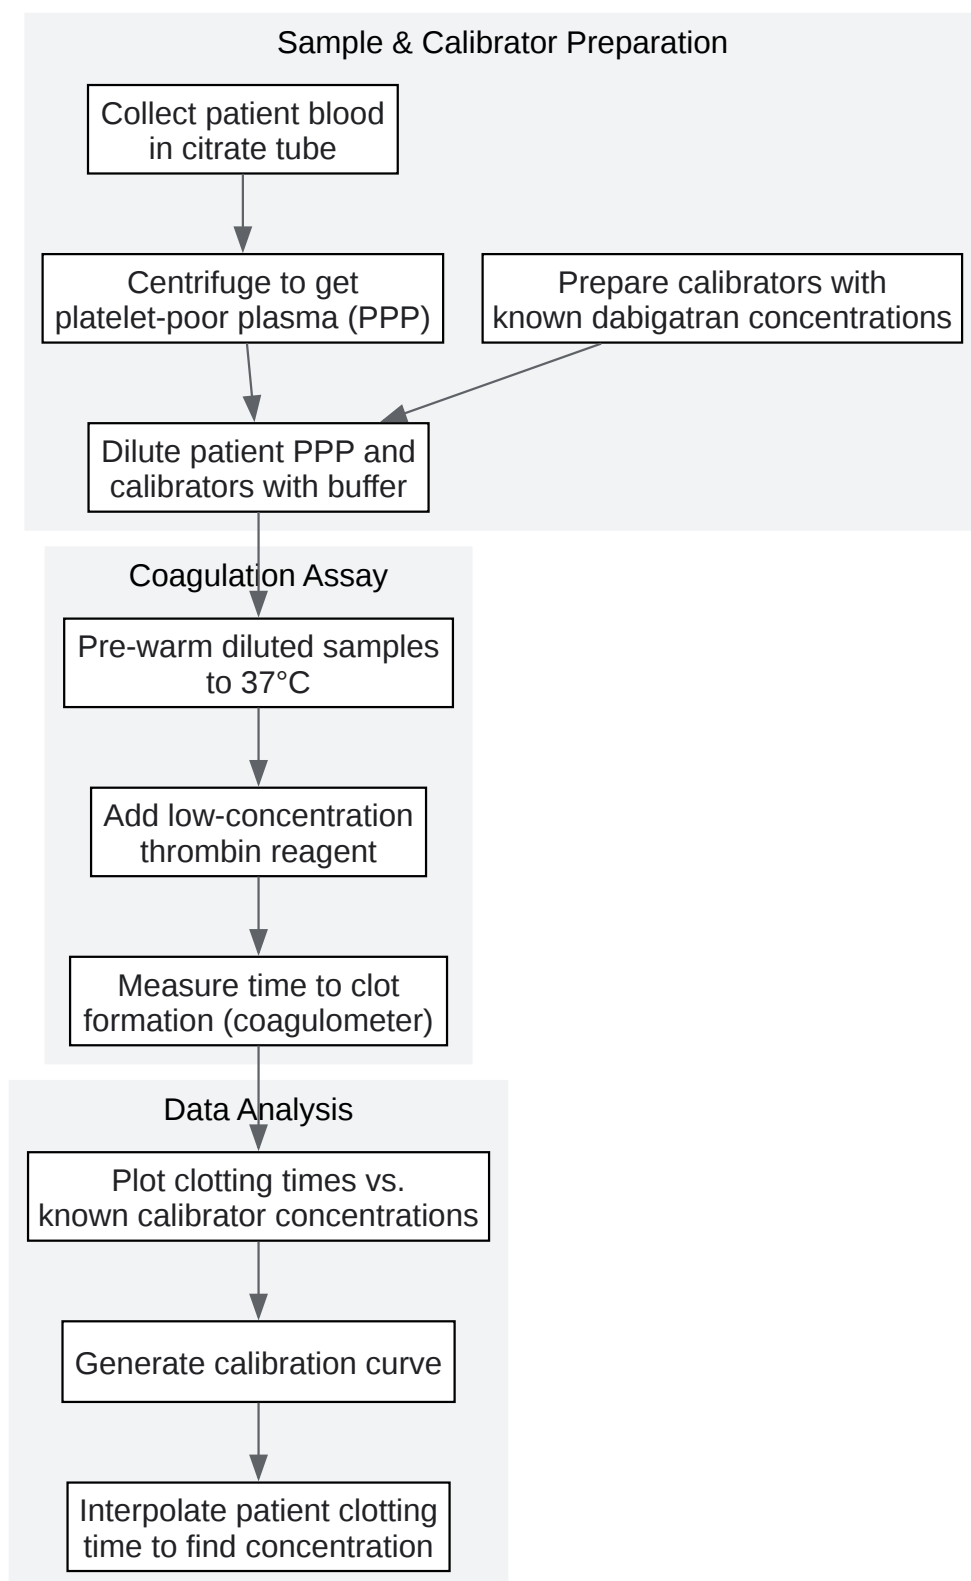 Sample & Calibrator Preparation
Collect patient blood
in citrate tube
Centrifuge to get
platelet-poor plasma (PPP)
Prepare calibrators with
known dabigatran concentrations
Dilute patient PPP and
calibrators with buffer
Coagulation Assay
Pre-warm diluted samples
to 37°C
Add low-concentration
thrombin reagent
Measure time to clot
formation (coagulometer)
Data Analysis
Plot clotting times vs.
known calibrator concentrations
Generate calibration curve
Interpolate patient clotting
time to find concentration